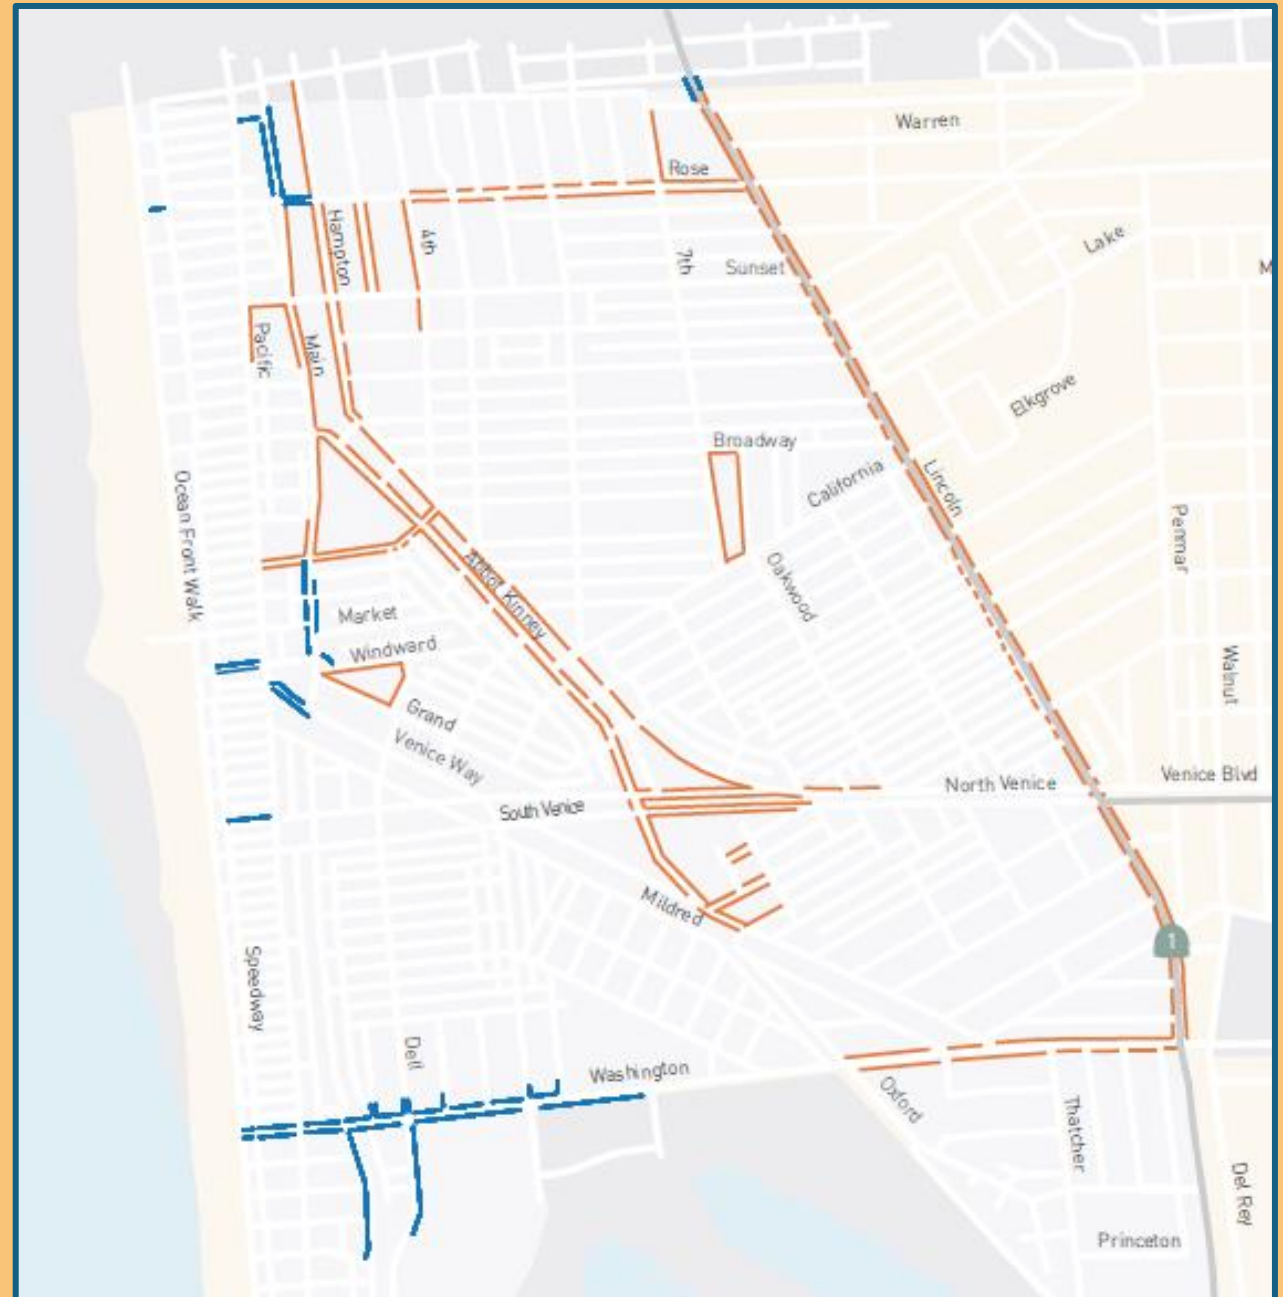 Warren
Rose
Hampton
4th
7th
Sunset
Lake
M
Pacific
Main
Elkgrove
Broadway
California
Lincoln
Ocean Front Walk
Penmar
Abbot Kinney
Oakwood
Market
Windward
Walnut
Grand
Venice Way
Venice Blvd
North Venice
South Venice
Mildred
1
Speedway
Dell
Washington
Oxford
Thatcher
Del Rey
Princeton